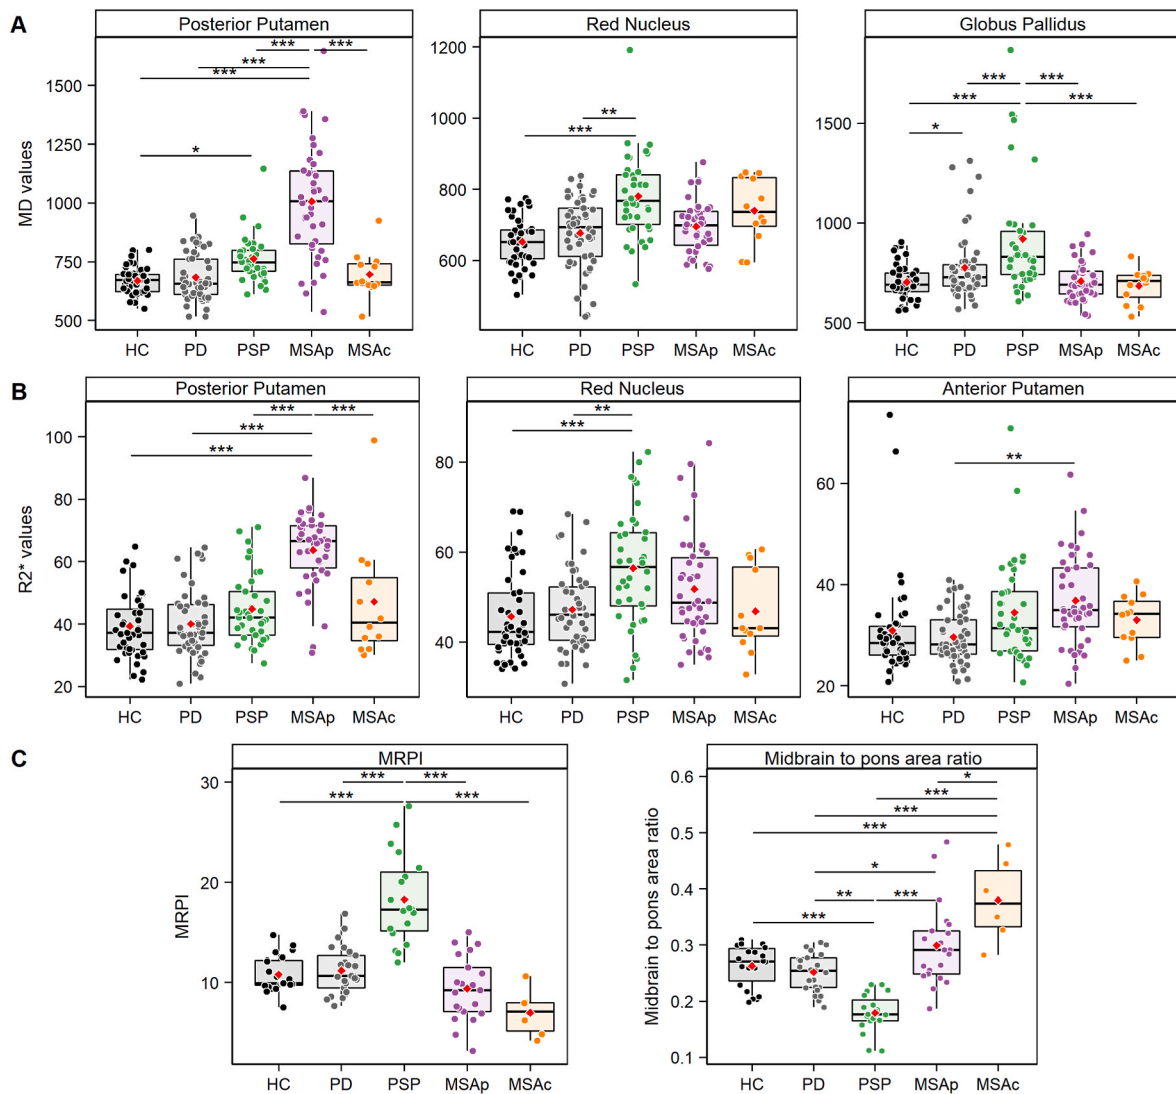 A
Posterior Putamen
Red Nucleus
Globus Pallidus
MD values
1500
1250
1000
750
500
***
***
***
***
*
HC PD PSP MSAp MSAc
1200
1000
800
600
**
***
HC PD PSP MSAp MSAc
1500
1000
500
***
***
***
***
*
HC PD PSP MSAp MSAc
B
Posterior Putamen
Red Nucleus
Anterior Putamen
R2* values
100
80
60
40
20
***
***
***
***
HC PD PSP MSAp MSAc
80
60
40
**
***
HC PD PSP MSAp MSAc
60
40
20
**
HC PD PSP MSAp MSAc
C
MRPI
Midbrain to pons area ratio
MRPI
30
20
10
***
***
***
***
HC PD PSP MSAp MSAc
Midbrain to pons area ratio
0.6
0.5
0.4
0.3
0.2
0.1
*
***
***
***
*
**
***
***
HC PD PSP MSAp MSAc